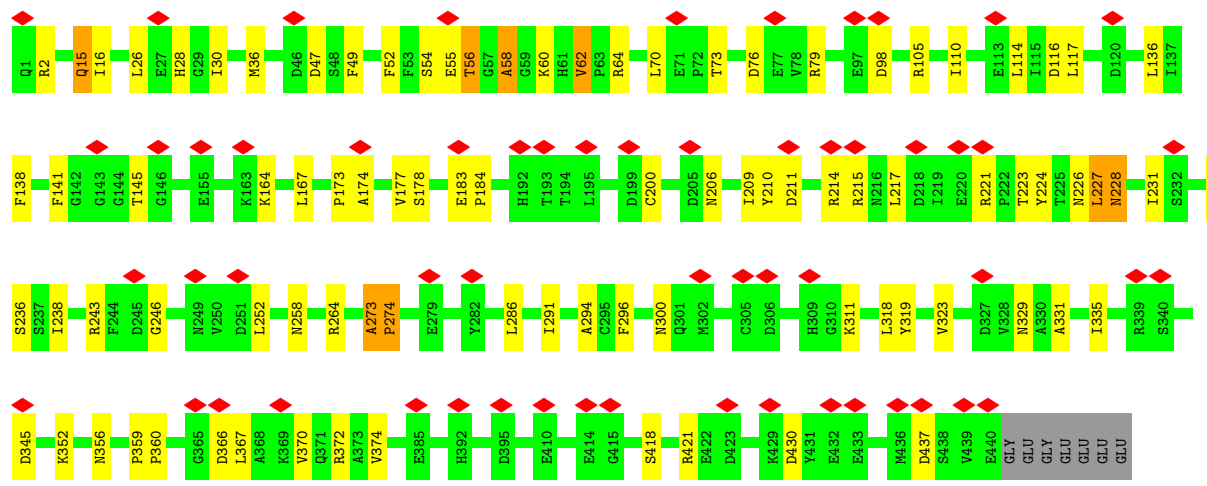 Q1 R2 Q15 I16 L26 E27 H28 G29 I30 M36 D46 D47 S48 F49 F52 F53 S54 E55 T56 G57 A58 G59 K60 H61 V62 P63 R64 L70 E71 P72 T73 D76 E77 V78 R79 E97 D98 R105 I110 E113 L114 I115 D116 L117 D120 L136 I137
F138 F141 G142 G143 G144 T145 G146 E155 K163 K164 L167 P173 A174 V177 S178 E183 P184 H192 T193 T194 L195 D199 C200 D205 N206 I209 Y210 D211 R214 R215 N216 L217 D218 I219 E220 R221 P222 T223 Y224 T225 N226 L227 N228 I231 S232
S236 S237 I238 R243 F244 D245 G246 N249 V250 D251 L252 N258 R264 A273 P274 E279 Y282 L286 I291 A294 C295 F296 N300 Q301 M302 C305 D306 H309 G310 K311 L318 Y319 V323 D327 V328 N329 A330 A331 I335 R339 S340
D345 K352 N356 P359 P360 G365 D366 L367 A368 K369 V370 Q371 R372 A373 V374 E385 H392 D395 E410 E414 G415 S418 R421 E422 D423 K429 D430 Y431 E432 E433 M436 D437 S438 V439 E440 GLY GLU GLY GLU GLU GLU GLU GLU